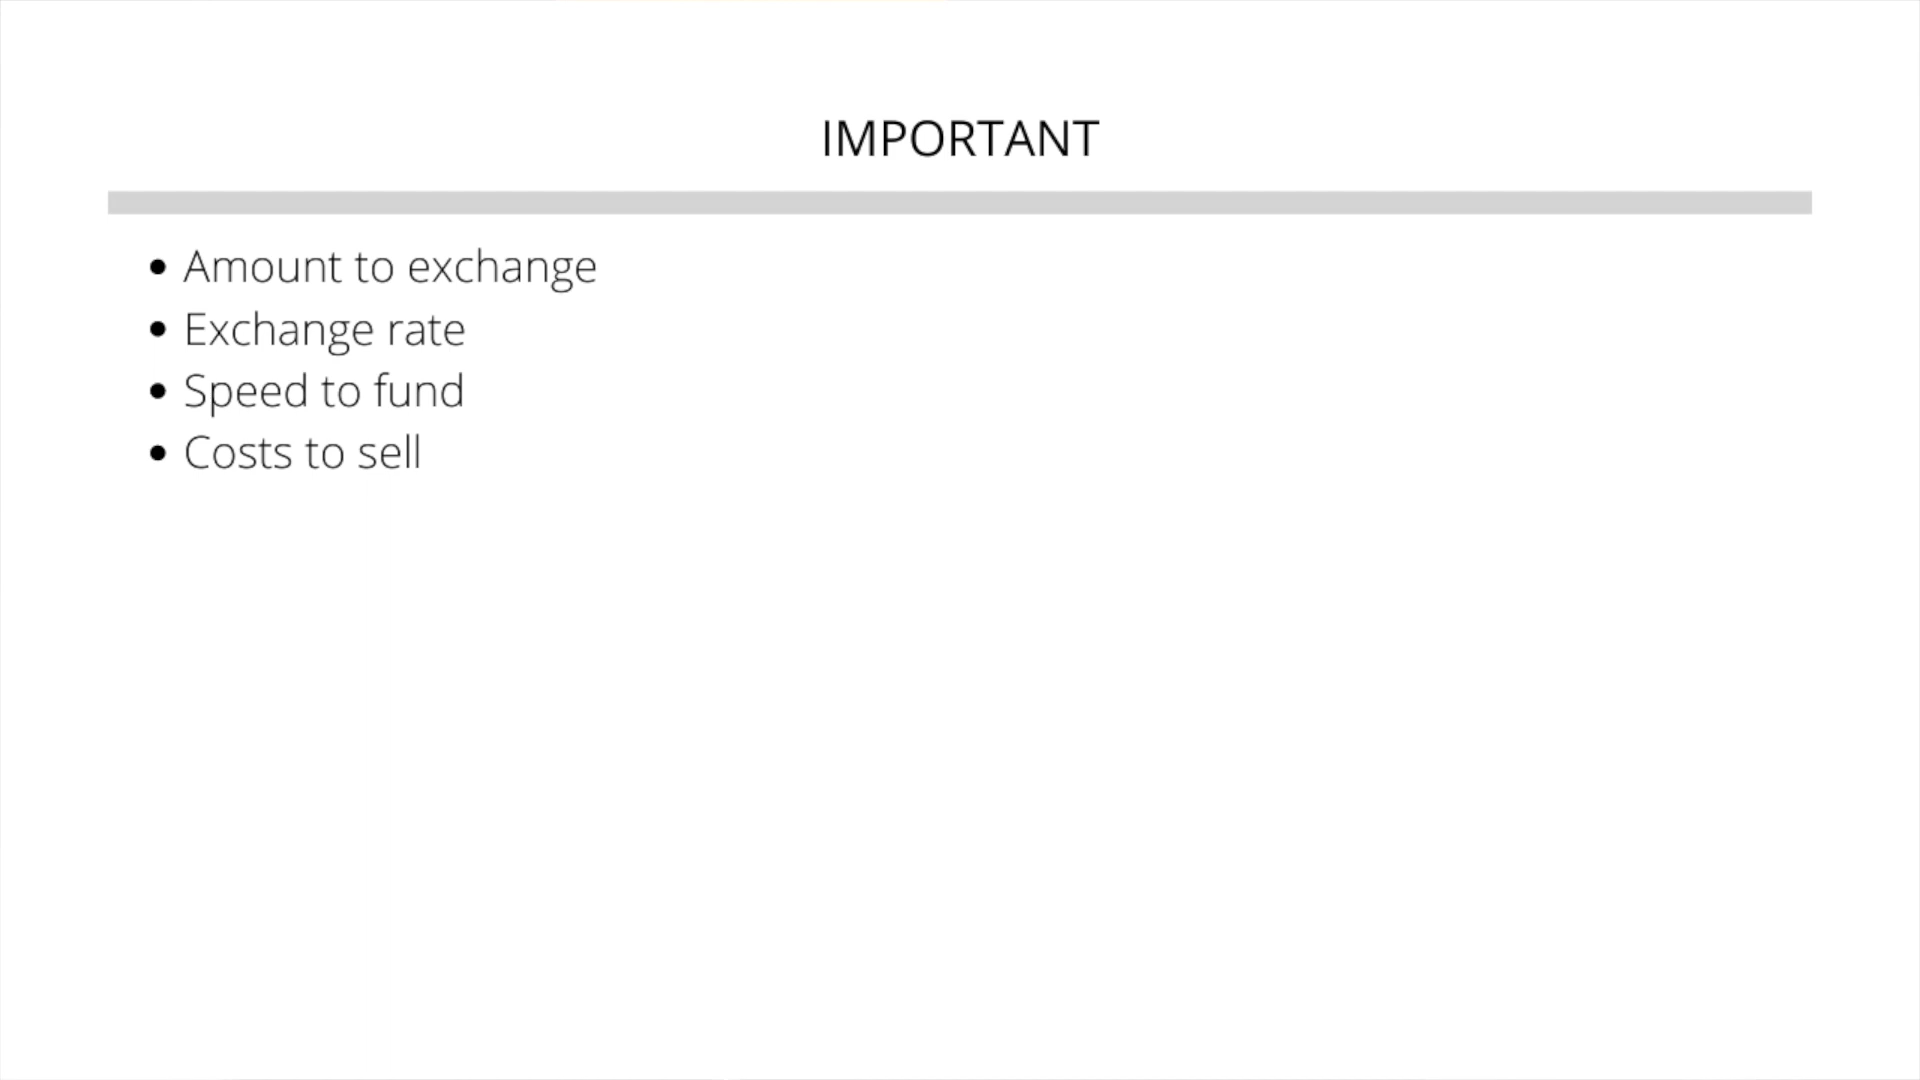 IMPORTANT
• Amount to exchange
• Exchange rate
• Speed to fund
• Costs to sell